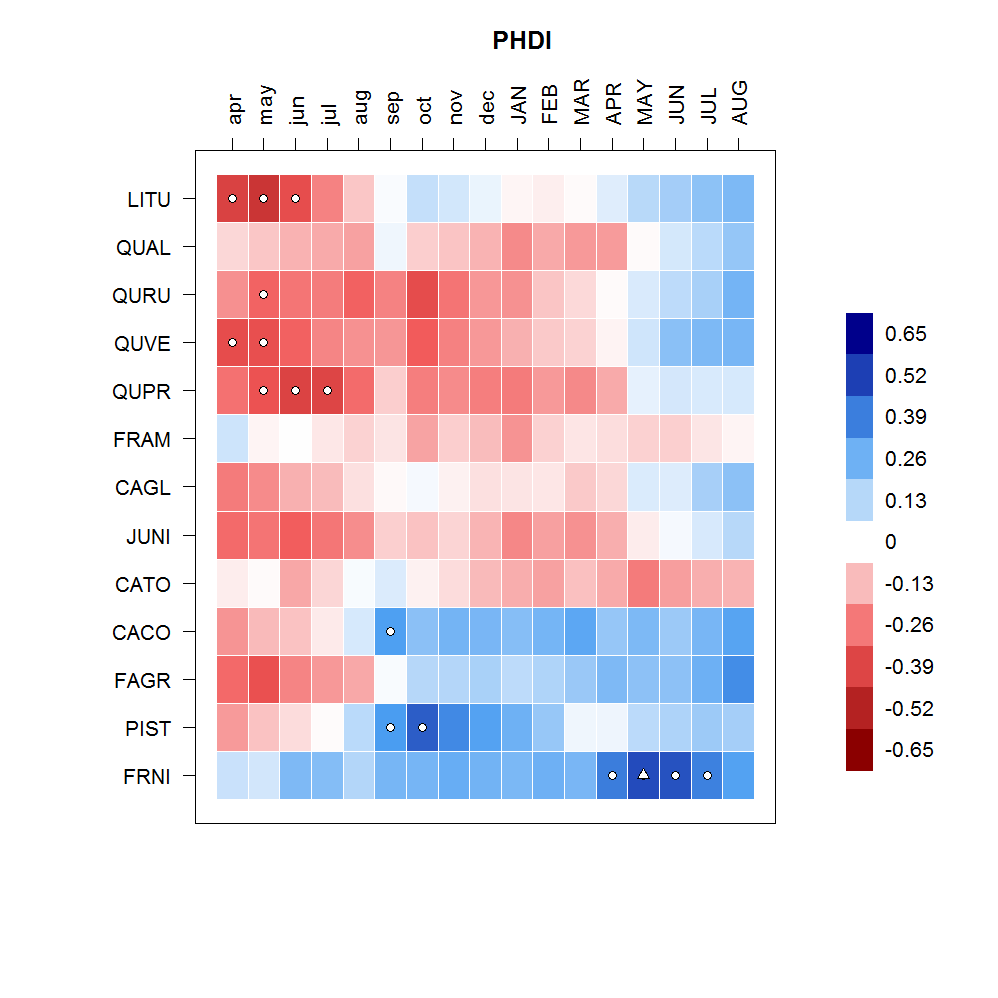 PHDI
apr may jun jul aug sep oct nov dec JAN FEB MAR APR MAY JUN JUL AUG
LITU
QUAL
QURU
QUVE
QUPR
FRAM
CAGL
JUNI
CATO
CACO
FAGR
PIST
FRNI
0.65
0.52
0.39
0.26
0.13
0
-0.13
-0.26
-0.39
-0.52
-0.65